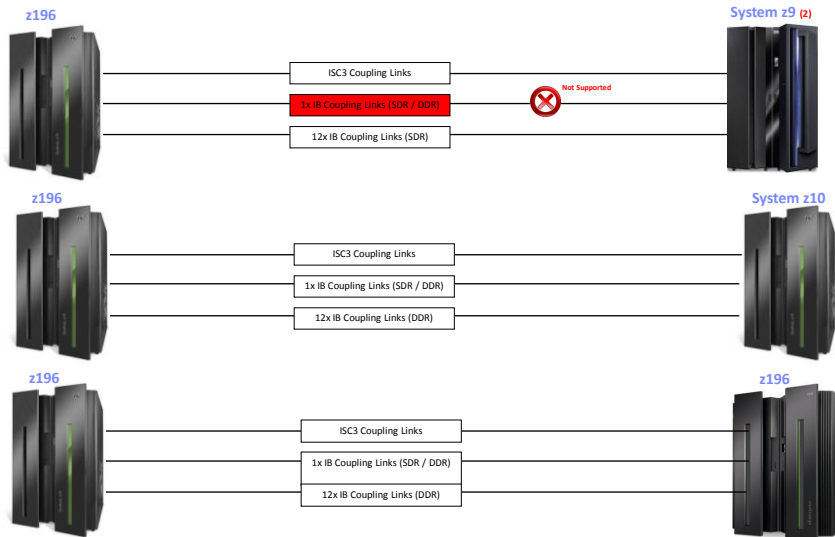 z196
System z9 (2)
ISC3 Coupling Links
1x IB Coupling Links (SDR / DDR)
Not Supported
12x IB Coupling Links (SDR)
z196
System z10
ISC3 Coupling Links
1x IB Coupling Links (SDR / DDR)
12x IB Coupling Links (DDR)
z196
z196
ISC3 Coupling Links
1x IB Coupling Links (SDR / DDR)
12x IB Coupling Links (DDR)